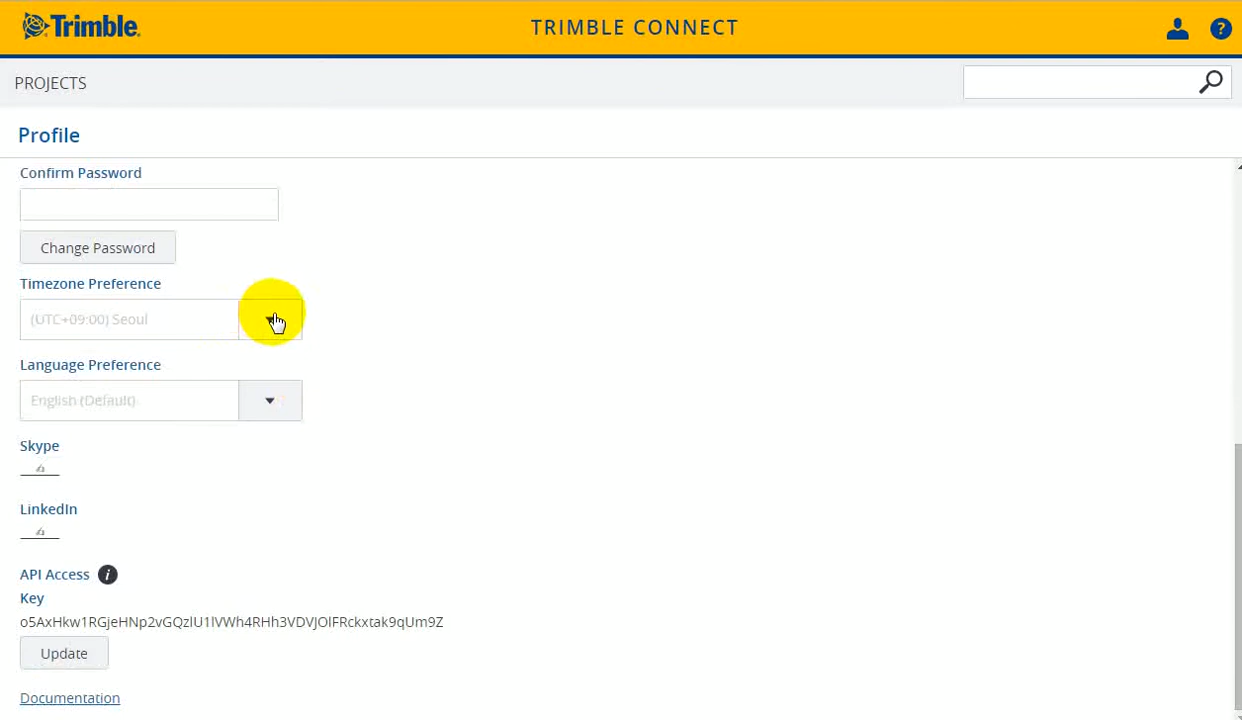 Trimble.
TRIMBLE CONNECT
?
PROJECTS
Profile
Confirm Password
Change Password
Timezone Preference
(UTC+09:00) Seoul
Language Preference
English (Default)
Skype
LinkedIn
API Access i
Key
o5AxHkw1RGjeHNp2vGQzlU1lVWh4RHh3VDVJOlFRckxtak9qUm9Z
Update
Documentation